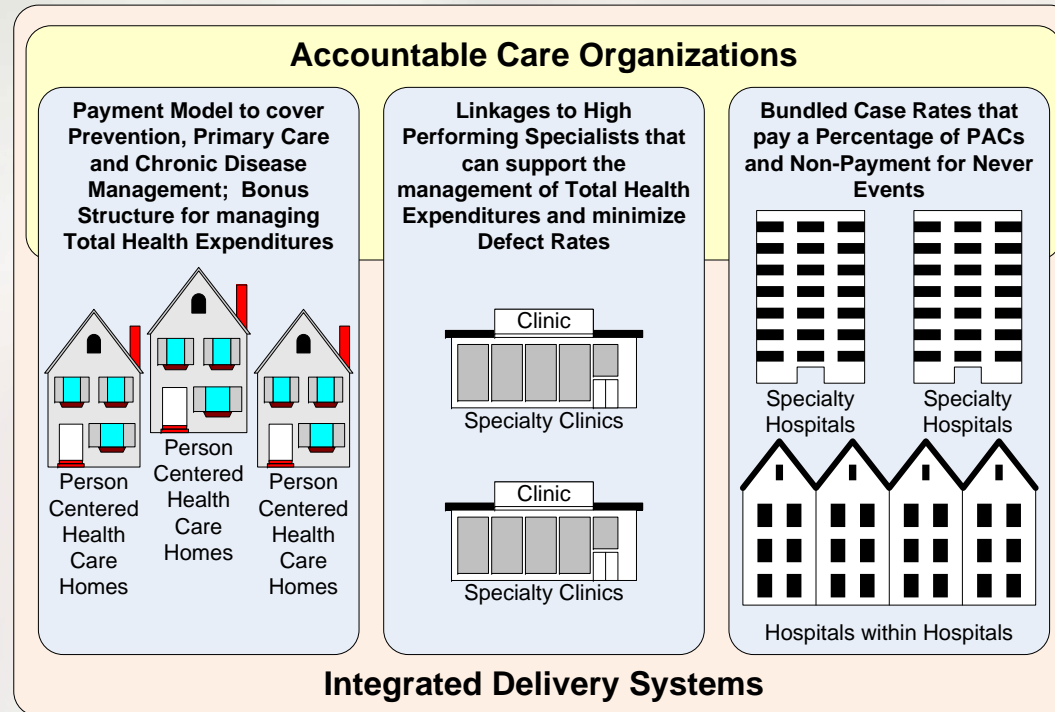 Accountable Care Organizations
Payment Model to cover
Prevention, Primary Care
and Chronic Disease
Management; Bonus
Structure for managing
Total Health Expenditures
Person
Centered
Health
Care
Homes
Person
Centered
Health
Care
Homes
Person
Centered
Health
Care
Homes
Linkages to High
Performing Specialists that
can support the
management of Total Health
Expenditures and minimize
Defect Rates
Clinic
Specialty Clinics
Clinic
Specialty Clinics
Bundled Case Rates that
pay a Percentage of PACs
and Non-Payment for Never
Events
Specialty
Hospitals
Specialty
Hospitals
Hospitals within Hospitals
Integrated Delivery Systems